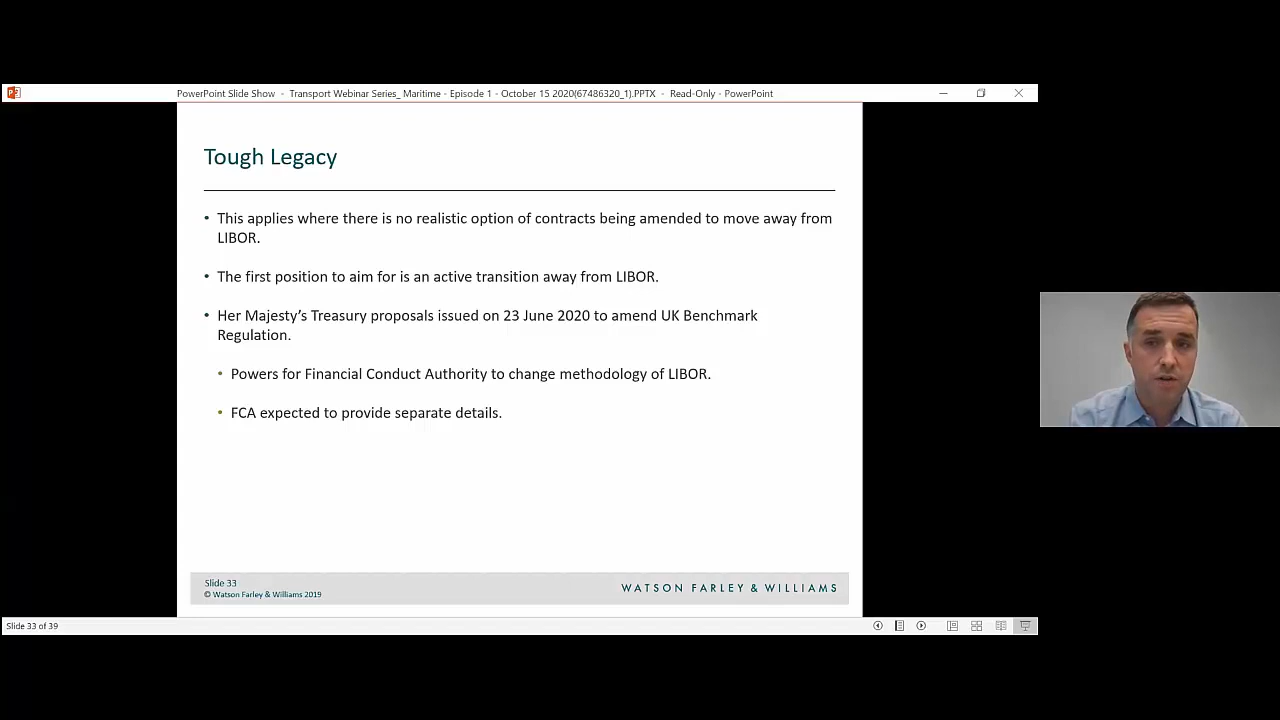 PowerPoint Slide Show - Transport Webinar Series_ Maritime - Episode 1 - October 15 2020(67486320_1).PPTX - Read-Only - PowerPoint
Tough Legacy
• This applies where there is no realistic option of contracts being amended to move away from
LIBOR.
• The first position to aim for is an active transition away from LIBOR.
• Her Majesty's Treasury proposals issued on 23 June 2020 to amend UK Benchmark
Regulation.
• Powers for Financial Conduct Authority to change methodology of LIBOR.
• FCA expected to provide separate details.
Slide 33
© Watson Farley & Williams 2019
WATSON FARLEY & WILLIAMS
Slide 33 of 39